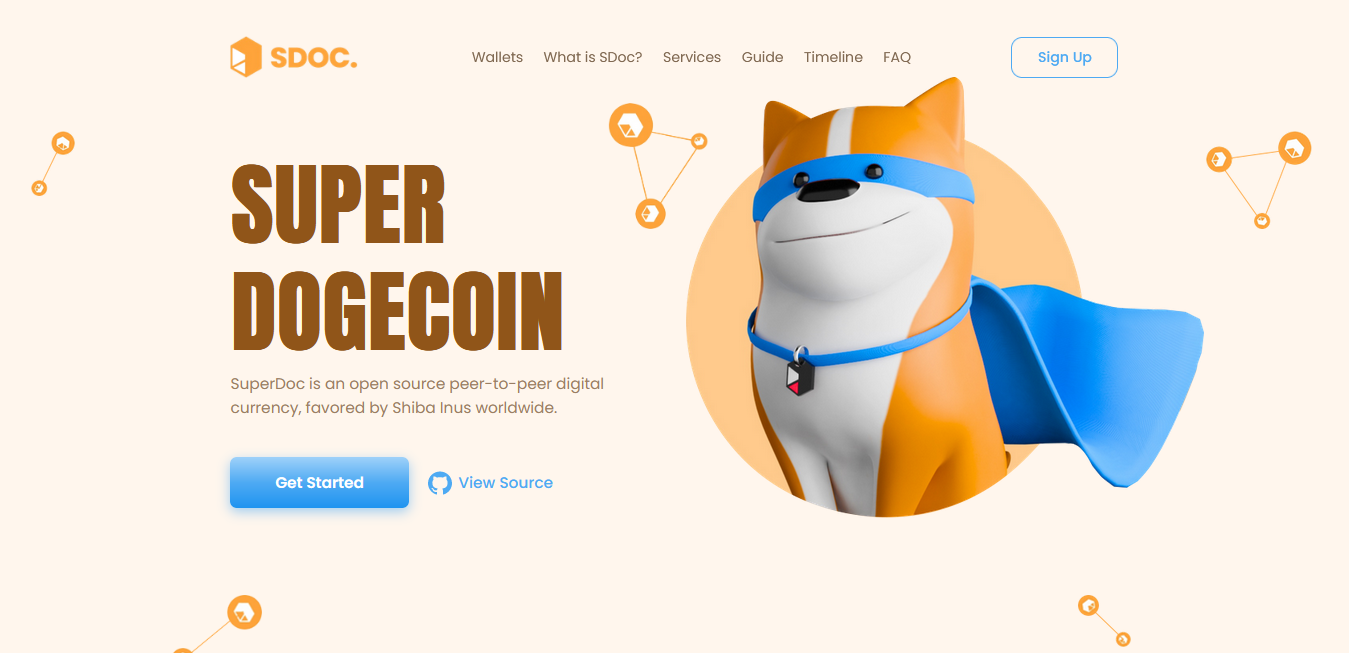 SDOC.
Wallets What is SDoc? Services Guide Timeline FAQ
Sign Up
SUPER
DOGECOIN
SuperDoc is an open source peer-to-peer digital
currency, favored by Shiba Inus worldwide.
Get Started
View Source